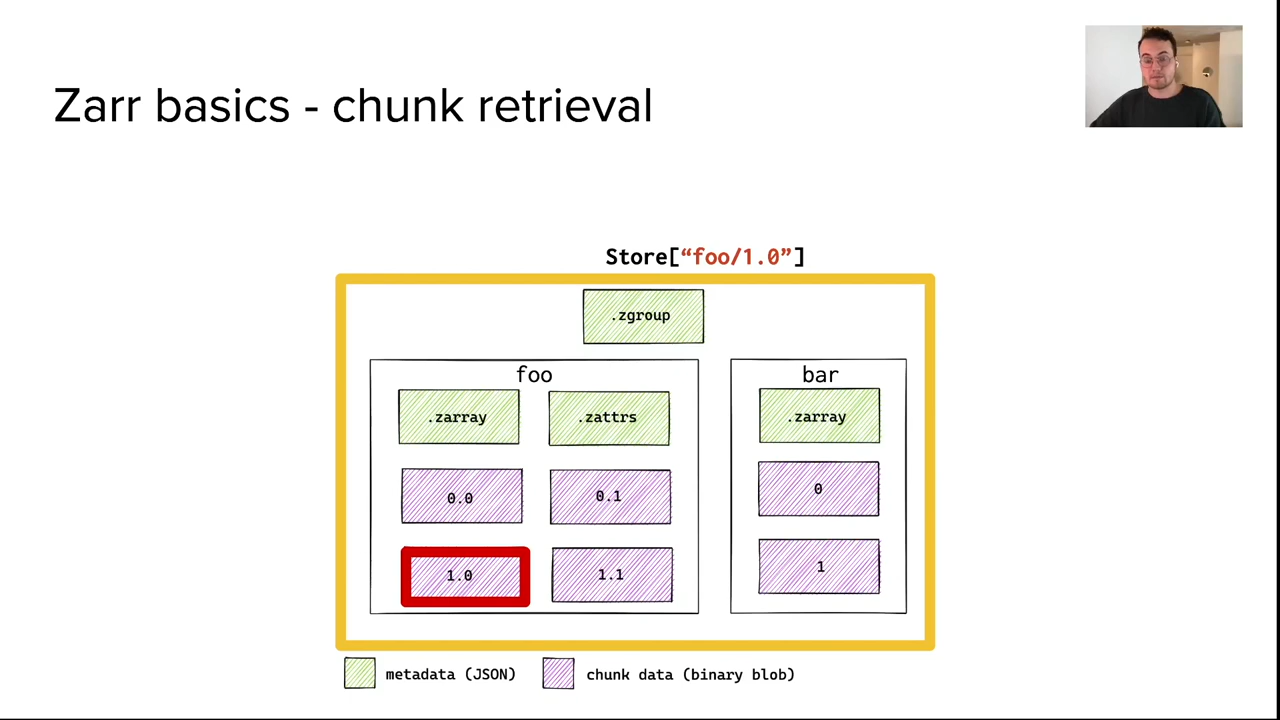 Zarr basics - chunk retrieval
Store[“foo/1.0”]
.zgroup
foo
bar
.zarray
.zattrs
.zarray
0.0
0.1
0
1.0
1.1
1
metadata (JSON)
chunk data (binary blob)